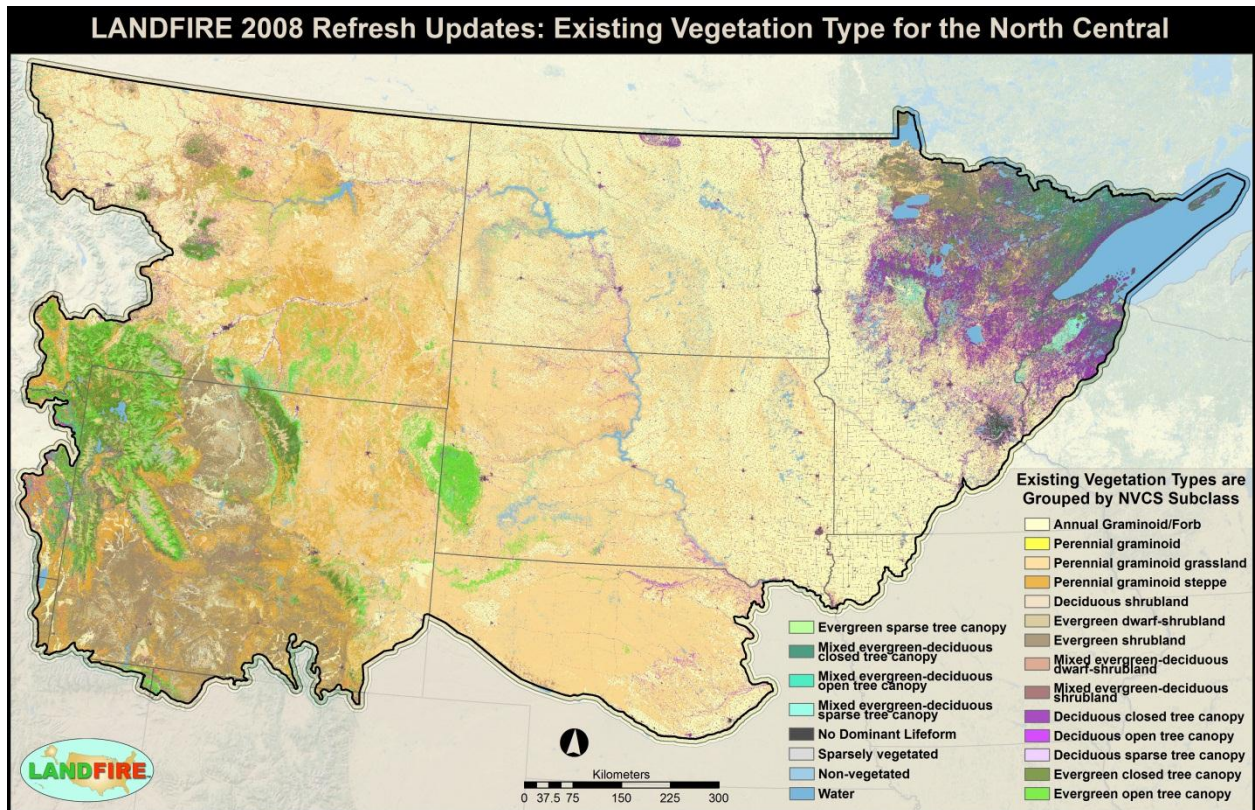 LANDFIRE 2008 Refresh Updates: Existing Vegetation Type for the North Central
Existing Vegetation Types are
Grouped by NVCS Subclass
Annual Graminoid/Forb
Perennial graminoid
Perennial graminoid grassland
Perennial graminoid steppe
Deciduous shrubland
Evergreen dwarf-shrubland
Evergreen shrubland
Mixed evergreen-deciduous
dwarf-shrubland
Mixed evergreen-deciduous
shrubland
Deciduous closed tree canopy
Deciduous open tree canopy
Deciduous sparse tree canopy
Evergreen closed tree canopy
Evergreen open tree canopy
Evergreen sparse tree canopy
Mixed evergreen-deciduous
closed tree canopy
Mixed evergreen-deciduous
open tree canopy
Mixed evergreen-deciduous
sparse tree canopy
No Dominant Lifeform
Sparsely vegetated
Non-vegetated
Water
Kilometers
0 37.5 75 150 225 300
LANDFIRE